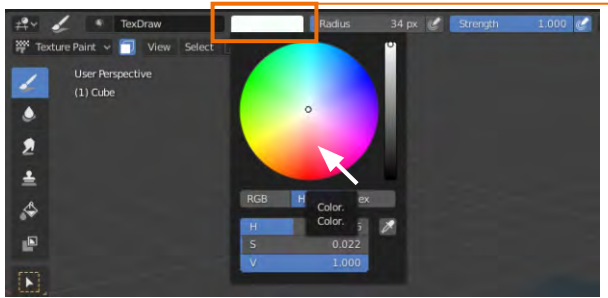 TexDraw Radius 34 px Strength 1.000
Texture Paint View Select
User Perspective
(1) Cube
RGB H ex
Color.
Color.
H
S 0.022
V 1.000